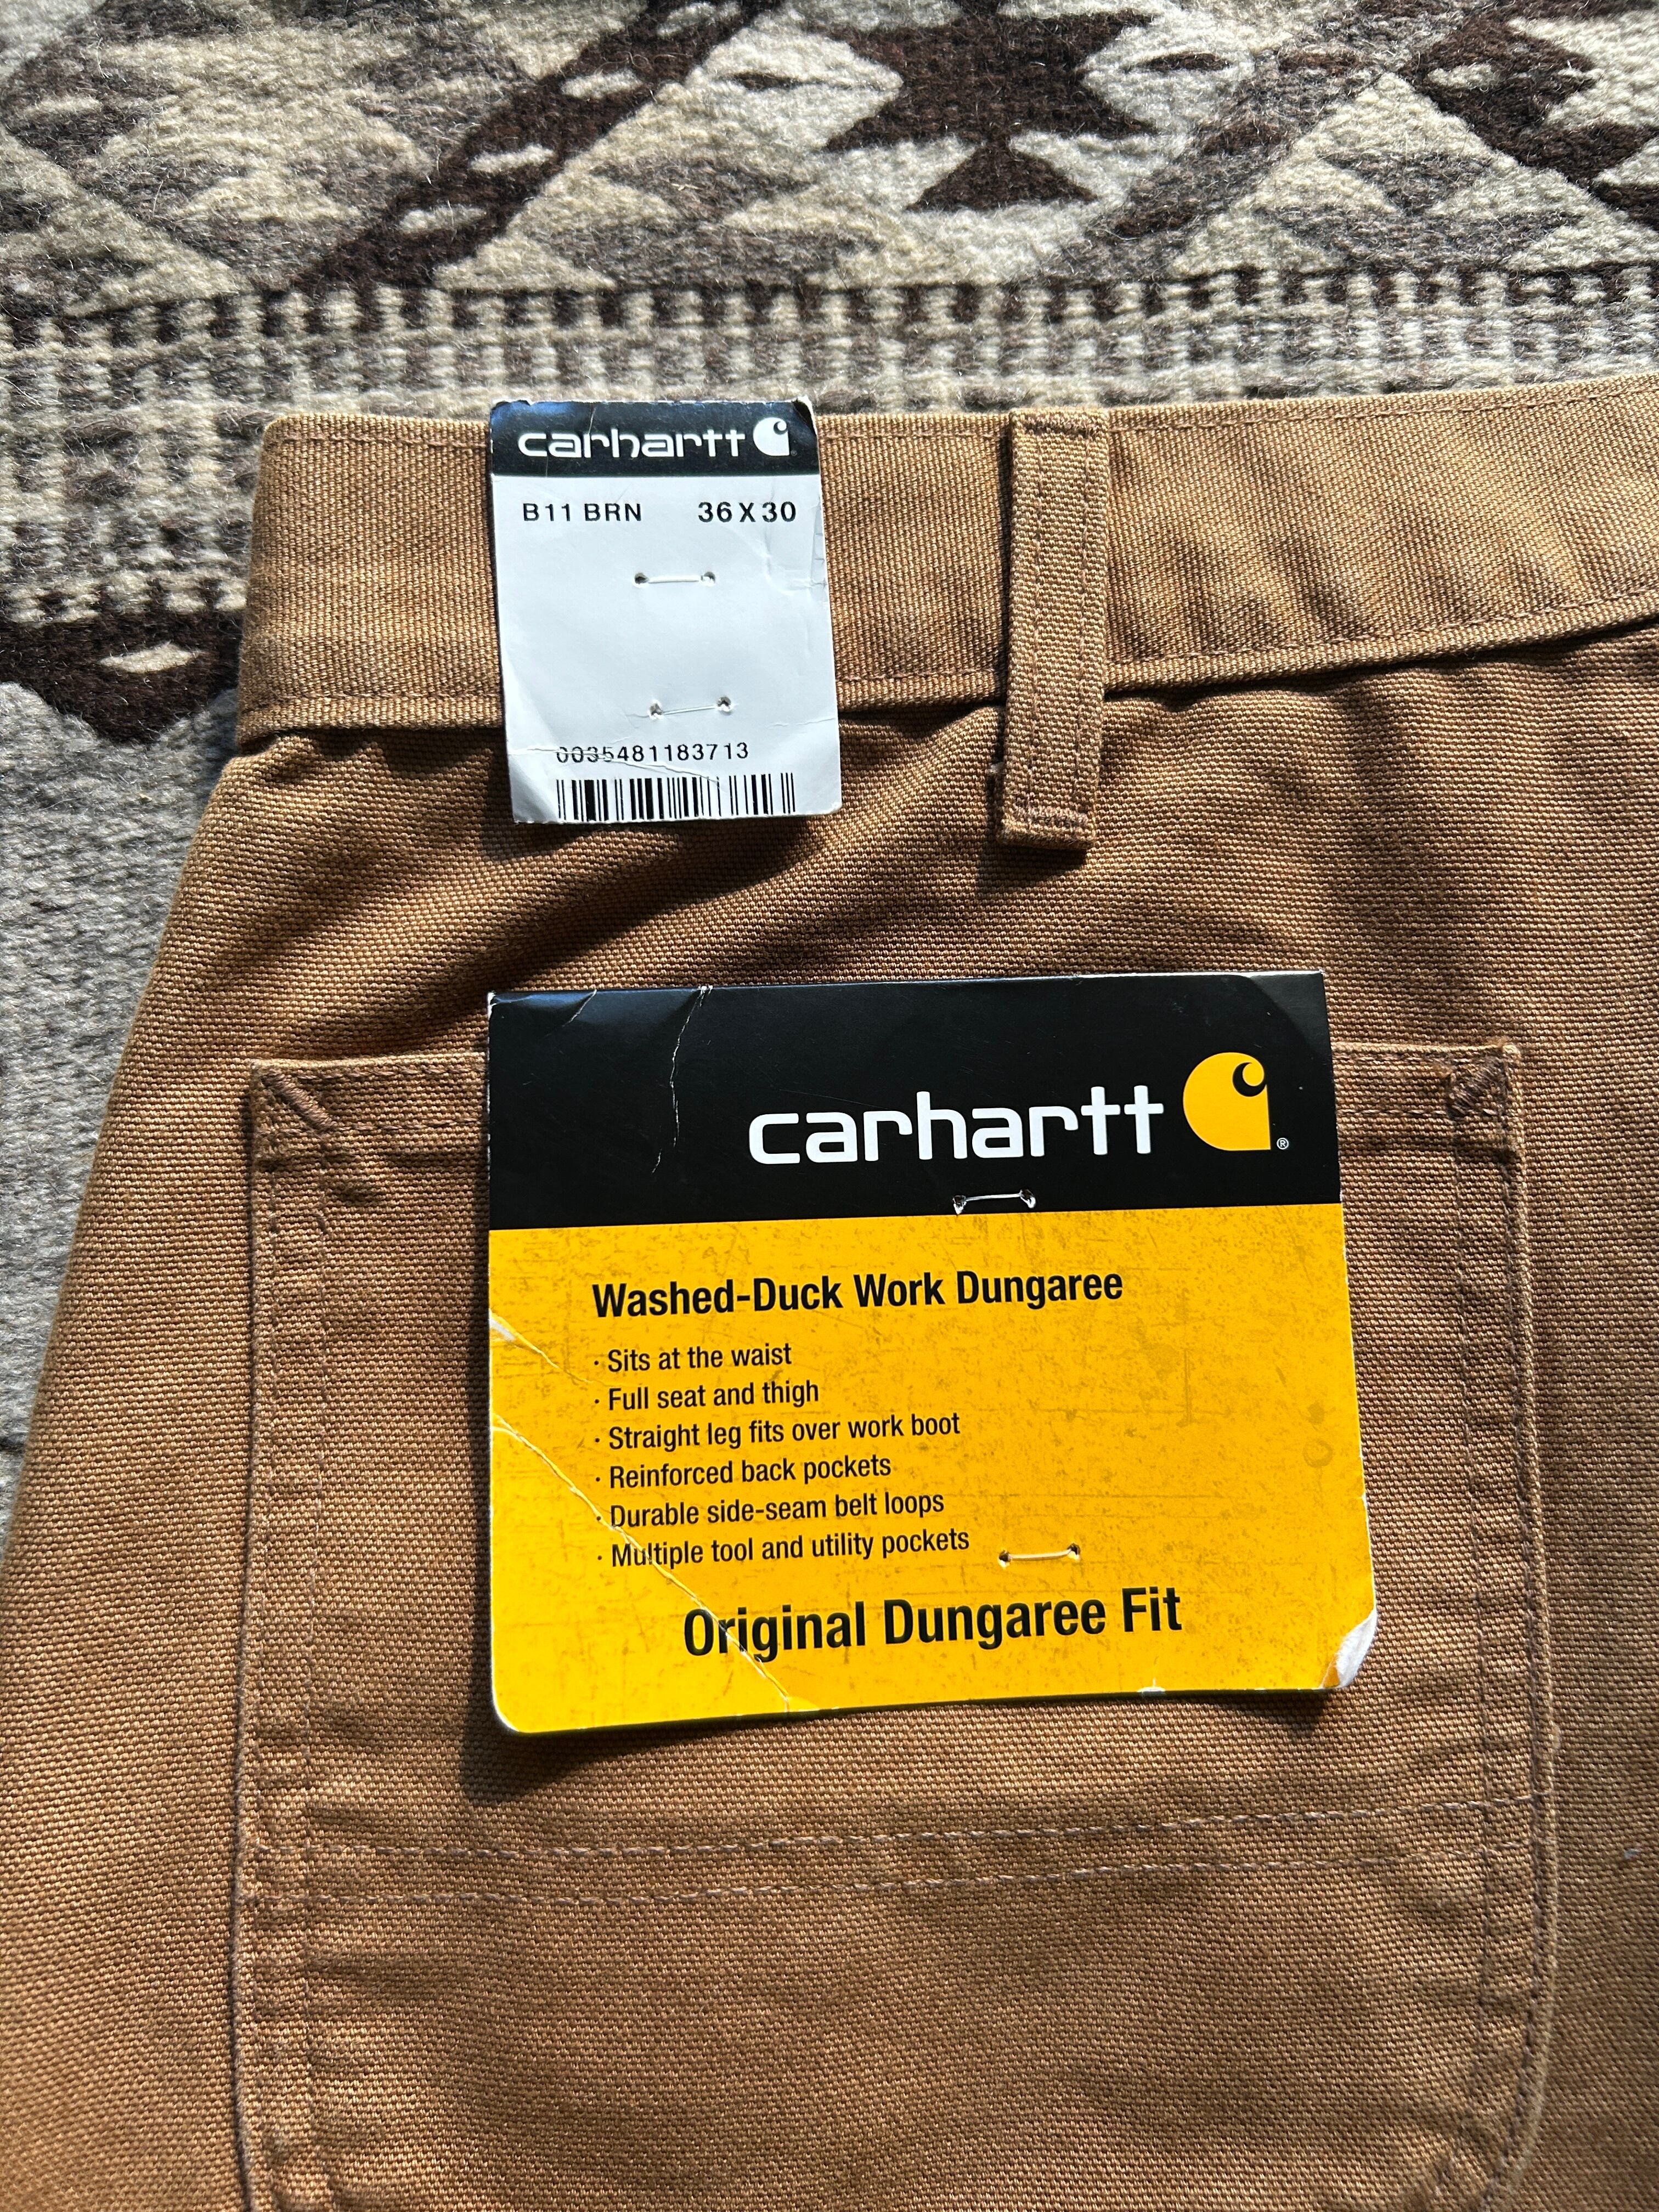 carhartt
B11 BRN 36X30
0035481183713
carhartt ®
Washed-Duck Work Dungaree
· Sits at the waist
· Full seat and thigh
· Straight leg fits over work boot
· Reinforced back pockets
· Durable side-seam belt loops
· Multiple tool and utility pockets
Original Dungaree Fit